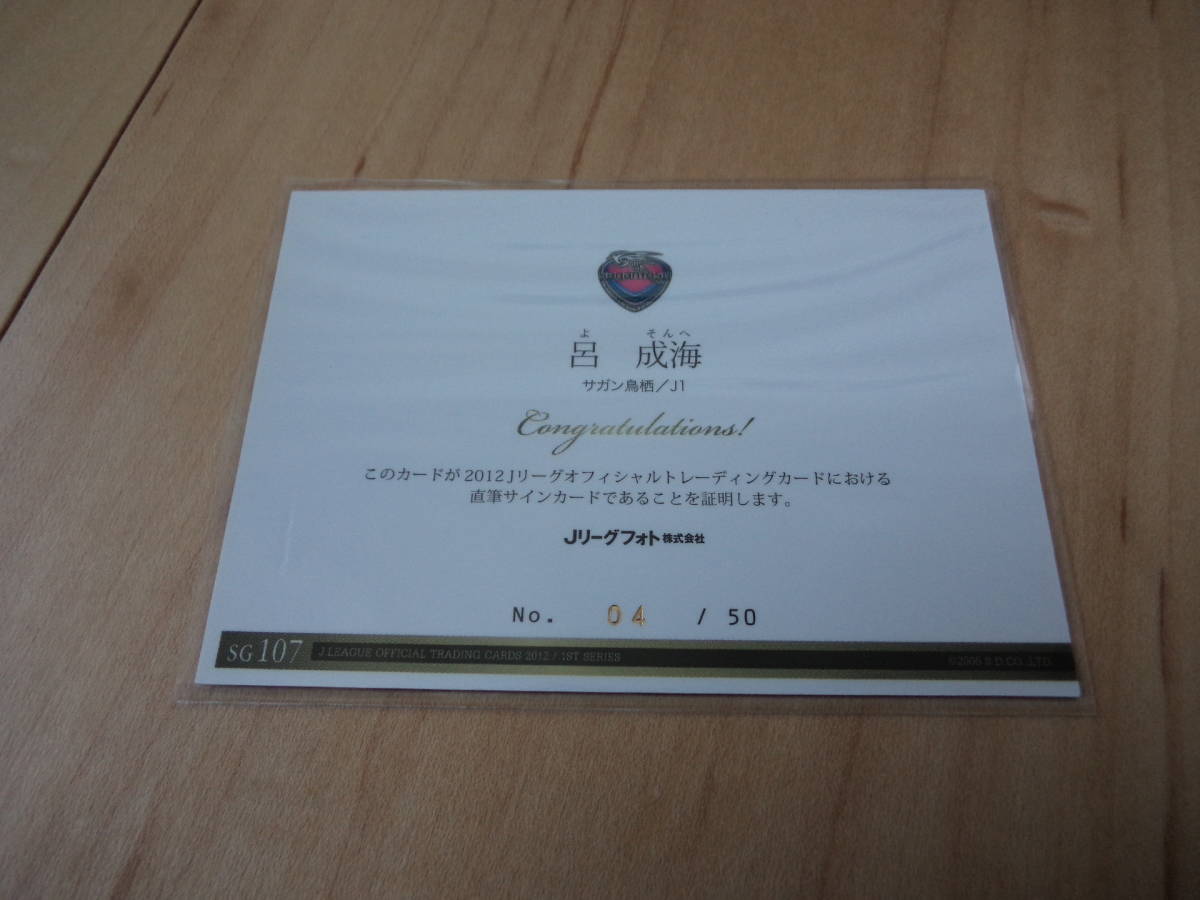 よ そんへ
呂 成海
サガン鳥栖／J1
Congratulations!
このカードが2012Jリーグオフィシャルトレーディングカードにおける
直筆サインカードであることを証明します。
Jリーグフォト株式会社
No. 04 / 50
SG107 J LEAGUE OFFICIAL TRADING CARDS 2012 / 1ST SERIES ©2005 S.D.CO.,LTD.